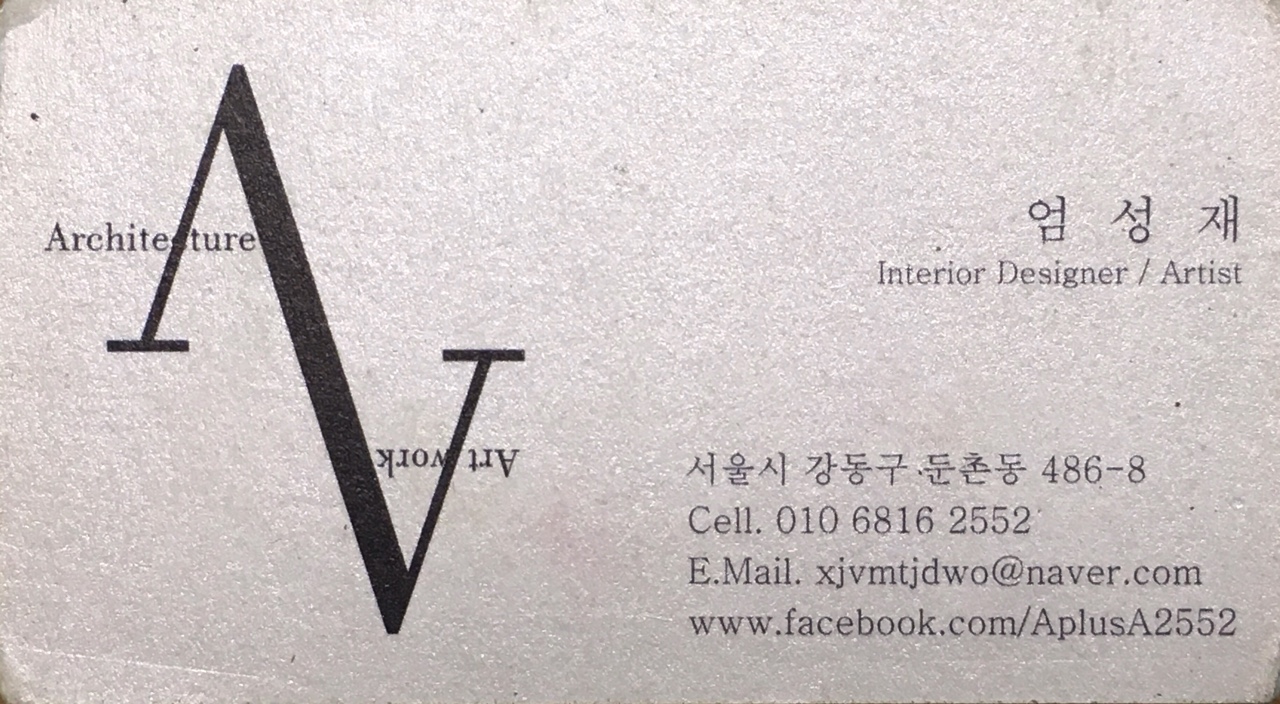 Architecture
Art work
엄 성 재
Interior Designer / Artist
서울시 강동구 둔촌동 486-8
Cell. 010 6816 2552
E.Mail. xjvmtjdwo@naver.com
www.facebook.com/AplusA2552